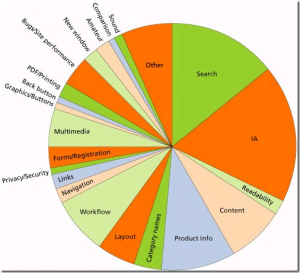 Other
Search
IA
Readability
Content
Product Info
Category names
Layout
Workflow
Navigation
Links
Privacy/Security
Forms/Registration
Multimedia
Graphics/Buttons
Back button
PDF/Printing
Bugs/Site performance
New window
Amateur
Comparison
Sound